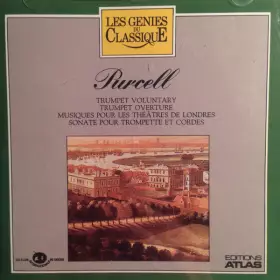 LES GENIES
DU
CLASSIQUE
Purcell
TRUMPET VOLUNTARY
TRUMPET OVERTURE
MUSIQUES POUR LES THÉÂTRES DE LONDRES
SONATE POUR TROMPETTE ET CORDES
EDITIONS
ATLAS